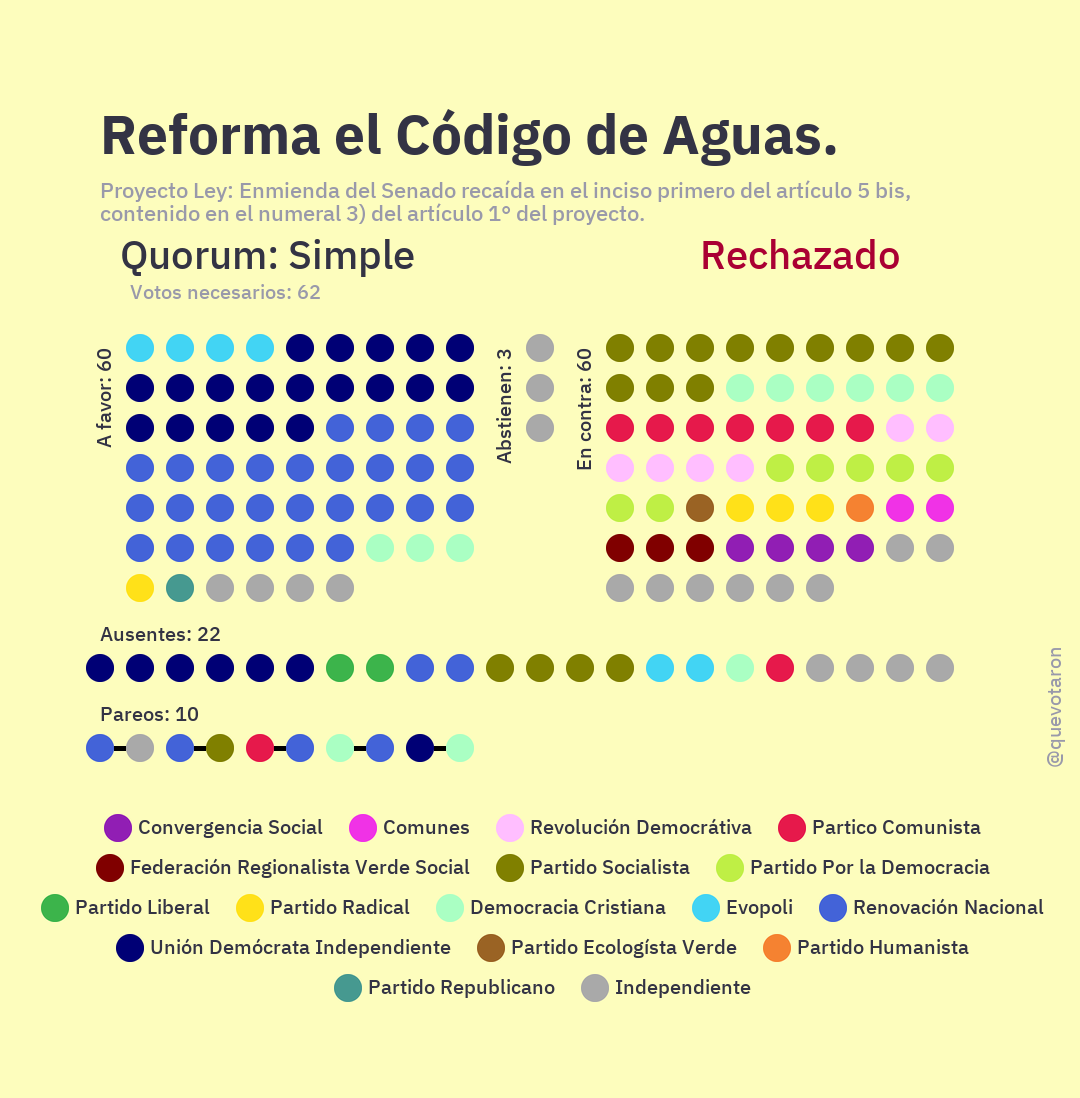 Reforma el Código de Aguas.
Proyecto Ley: Enmienda del Senado recaída en el inciso primero del artículo 5 bis,
contenido en el numeral 3) del artículo 1° del proyecto.
Quorum: Simple
Rechazado
Votos necesarios: 62
A favor: 60
Abstienen: 3
En contra: 60
Ausentes: 22
Pareos: 10
@quevotaron
Convergencia Social
Comunes
Revolución Democrátiva
Partico Comunista
Federación Regionalista Verde Social
Partido Socialista
Partido Por la Democracia
Partido Liberal
Partido Radical
Democracia Cristiana
Evopoli
Renovación Nacional
Unión Demócrata Independiente
Partido Ecologísta Verde
Partido Humanista
Partido Republicano
Independiente